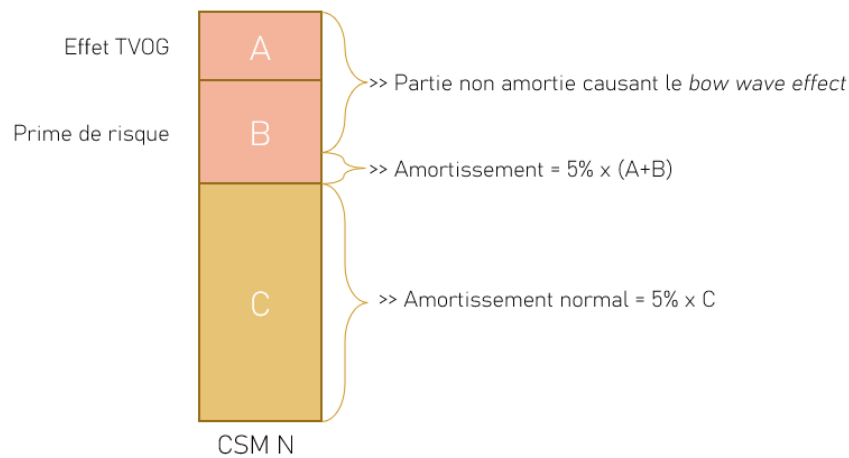 Effet TVOG
A
>> Partie non amortie causant le bow wave effect
Prime de risque
B
>> Amortissement = 5% x (A+B)
C
>> Amortissement normal = 5% x C
CSM N